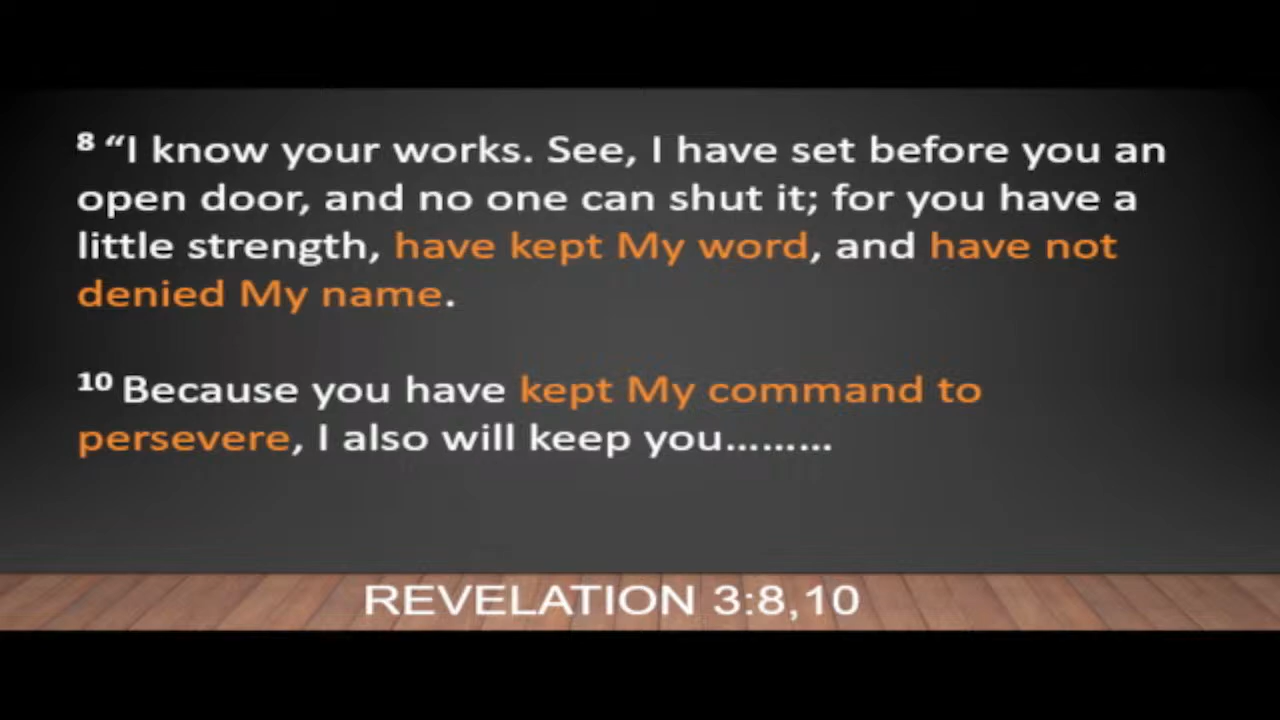 8 “I know your works. See, I have set before you an
open door, and no one can shut it; for you have a
little strength, have kept My word, and have not
denied My name.
10 Because you have kept My command to
persevere, I also will keep you.........
REVELATION 3:8,10